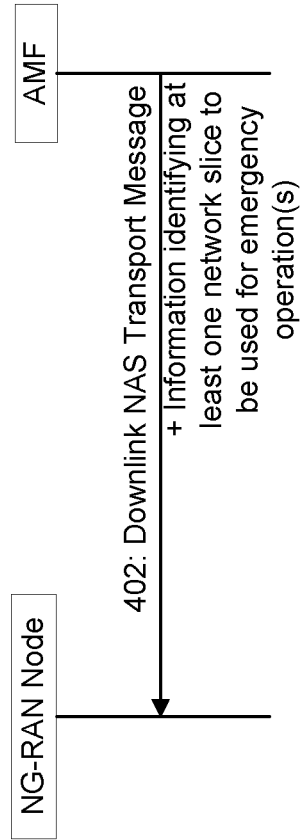 NG-RAN Node
AMF
402: Downlink NAS Transport Message
+ Information identifying at
least one network slice to
be used for emergency
operation(s)